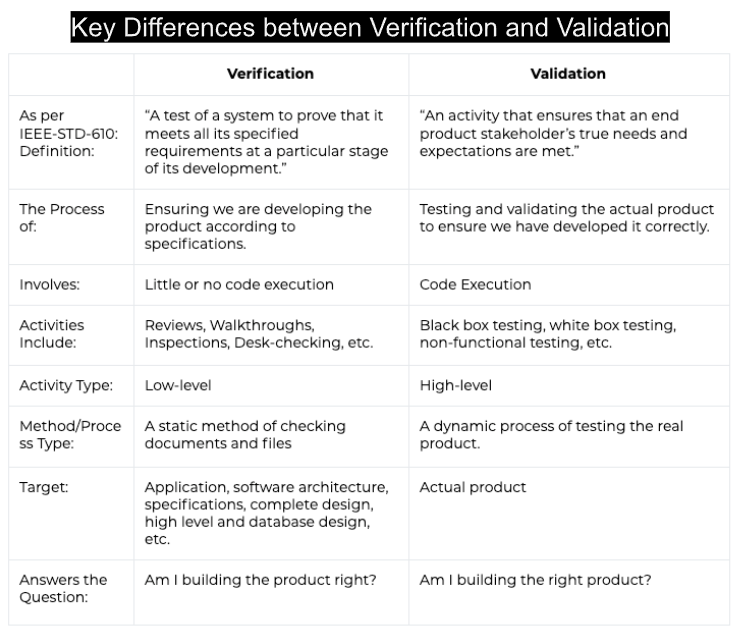 Key Differences between Verification and Validation
Verification
Validation
As per
IEEE-STD-610:
Definition:
“A test of a system to prove that it
meets all its specified
requirements at a particular stage
of its development.”
“An activity that ensures that an end
product stakeholder’s true needs and
expectations are met.”
The Process
of:
Ensuring we are developing the
product according to
specifications.
Testing and validating the actual product
to ensure we have developed it correctly.
Involves:
Little or no code execution
Code Execution
Activities
Include:
Reviews, Walkthroughs,
Inspections, Desk-checking, etc.
Black box testing, white box testing,
non-functional testing, etc.
Activity Type:
Low-level
High-level
Method/Proce
ss Type:
A static method of checking
documents and files
A dynamic process of testing the real
product.
Target:
Application, software architecture,
specifications, complete design,
high level and database design,
etc.
Actual product
Answers the
Question:
Am I building the product right?
Am I building the right product?